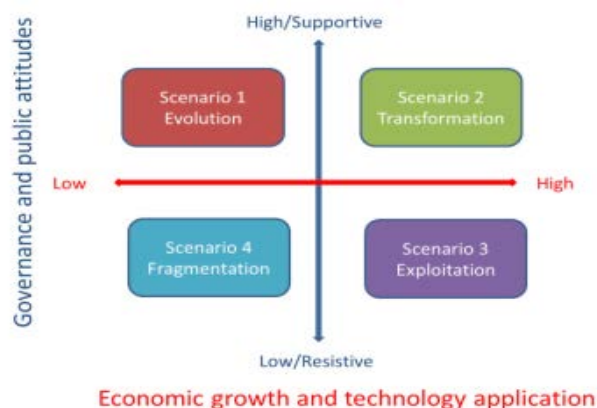 High/Supportive
Governance and public attitudes
Scenario 1
Evolution
Scenario 2
Transformation
Low
High
Scenario 4
Fragmentation
Scenario 3
Exploitation
Low/Resistive
Economic growth and technology application